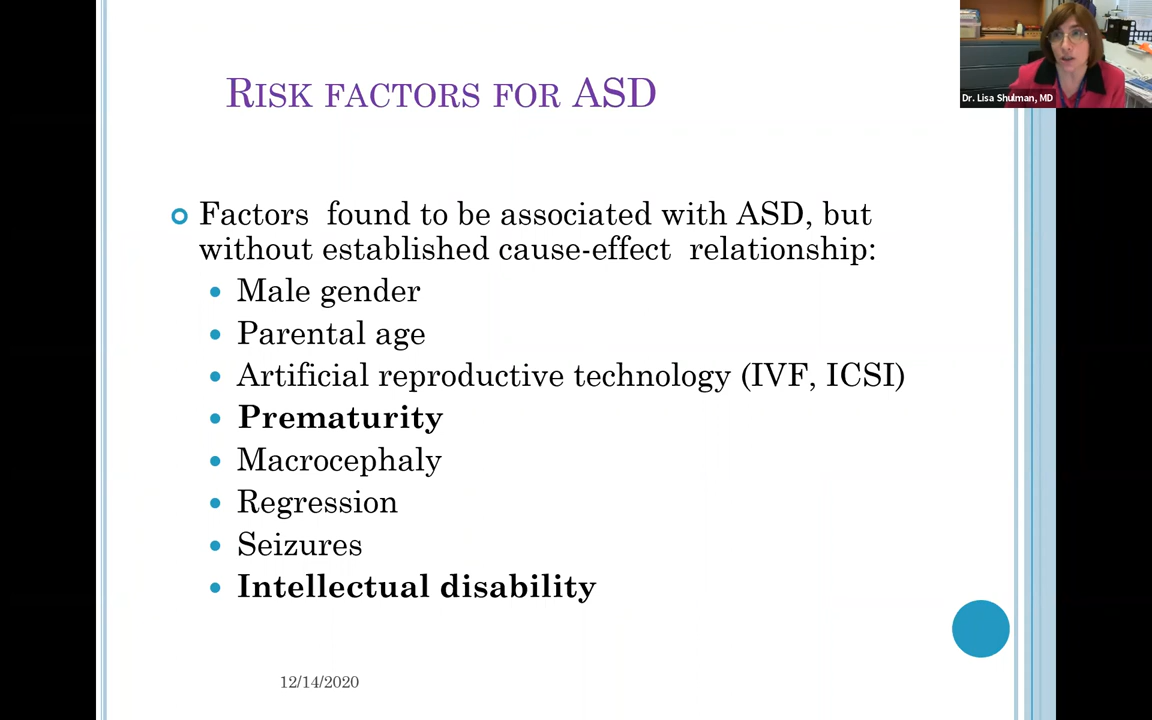 RISK FACTORS FOR ASD
Dr. Lisa Shulman, MD
Factors found to be associated with ASD, but
without established cause-effect relationship:
Male gender
Parental age
Artificial reproductive technology (IVF, ICSI)
Prematurity
Macrocephaly
Regression
Seizures
Intellectual disability
12/14/2020